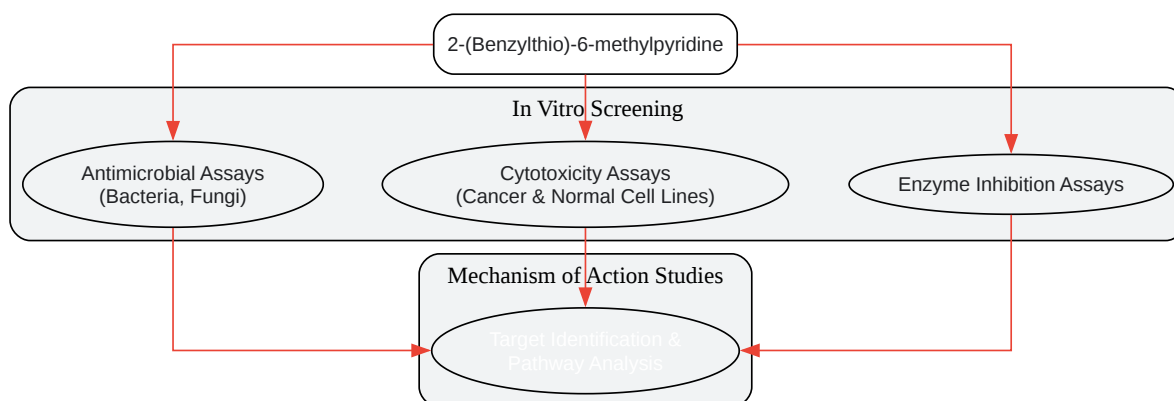 2-(Benzylthio)-6-methylpyridine
In Vitro Screening
Antimicrobial Assays
(Bacteria, Fungi)
Cytotoxicity Assays
(Cancer & Normal Cell Lines)
Enzyme Inhibition Assays
Mechanism of Action Studies
Target Identification &
Pathway Analysis